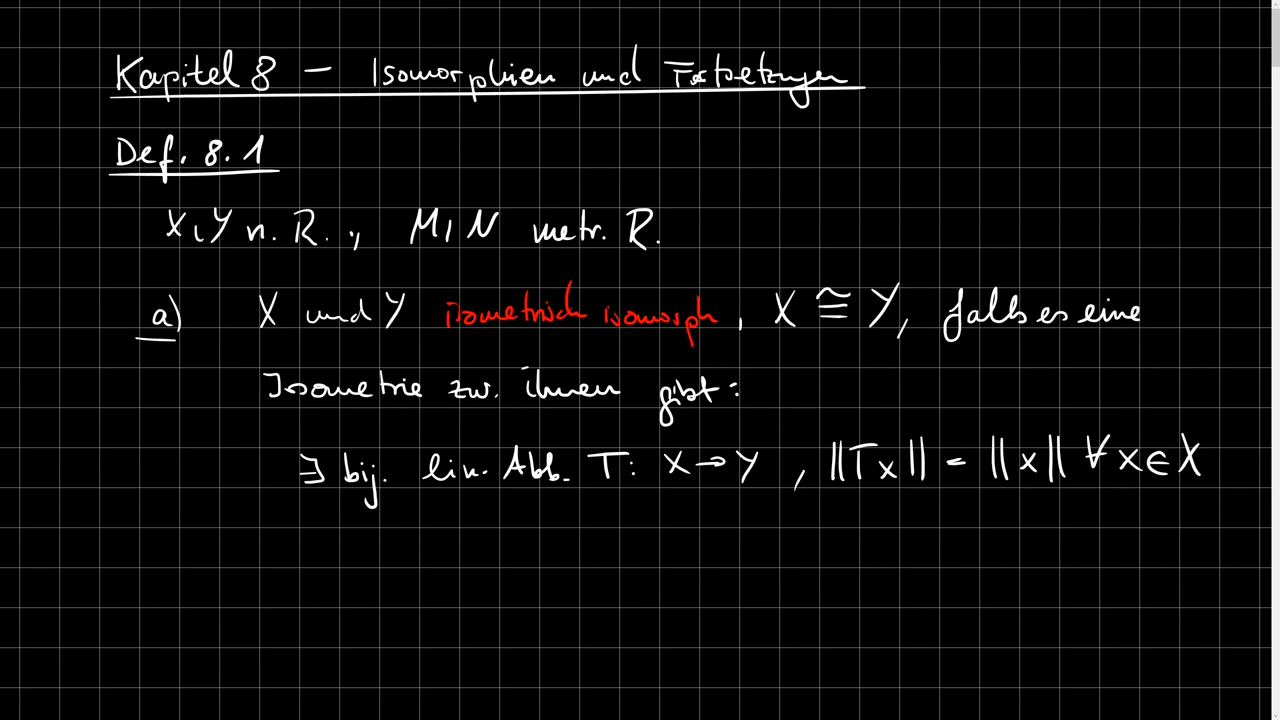 Kapitel 8 – Isomorphien und Fortsetzungen
Def. 8.1
X, Y n. R., M, N metr. R.
a) X und Y isometrisch isomorph, X ≅ Y, falls es eine
Isometrie zw. ihnen gibt:
∃ bij. lin. Abb. T: X → Y, ||Tx|| = ||x|| ∀ x ∈ X